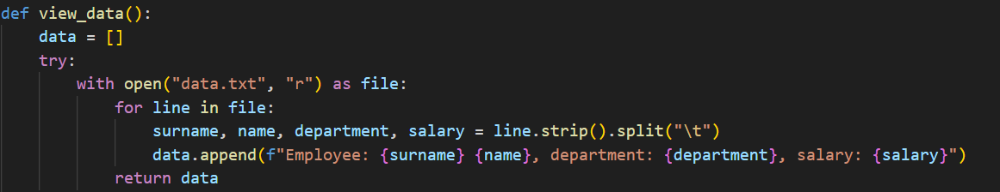 def view_data():
    data = []
    try:
        with open("data.txt", "r") as file:
            for line in file:
                surname, name, department, salary = line.strip().split("\t")
                data.append(f"Employee: {surname} {name}, department: {department}, salary: {salary}")
            return data